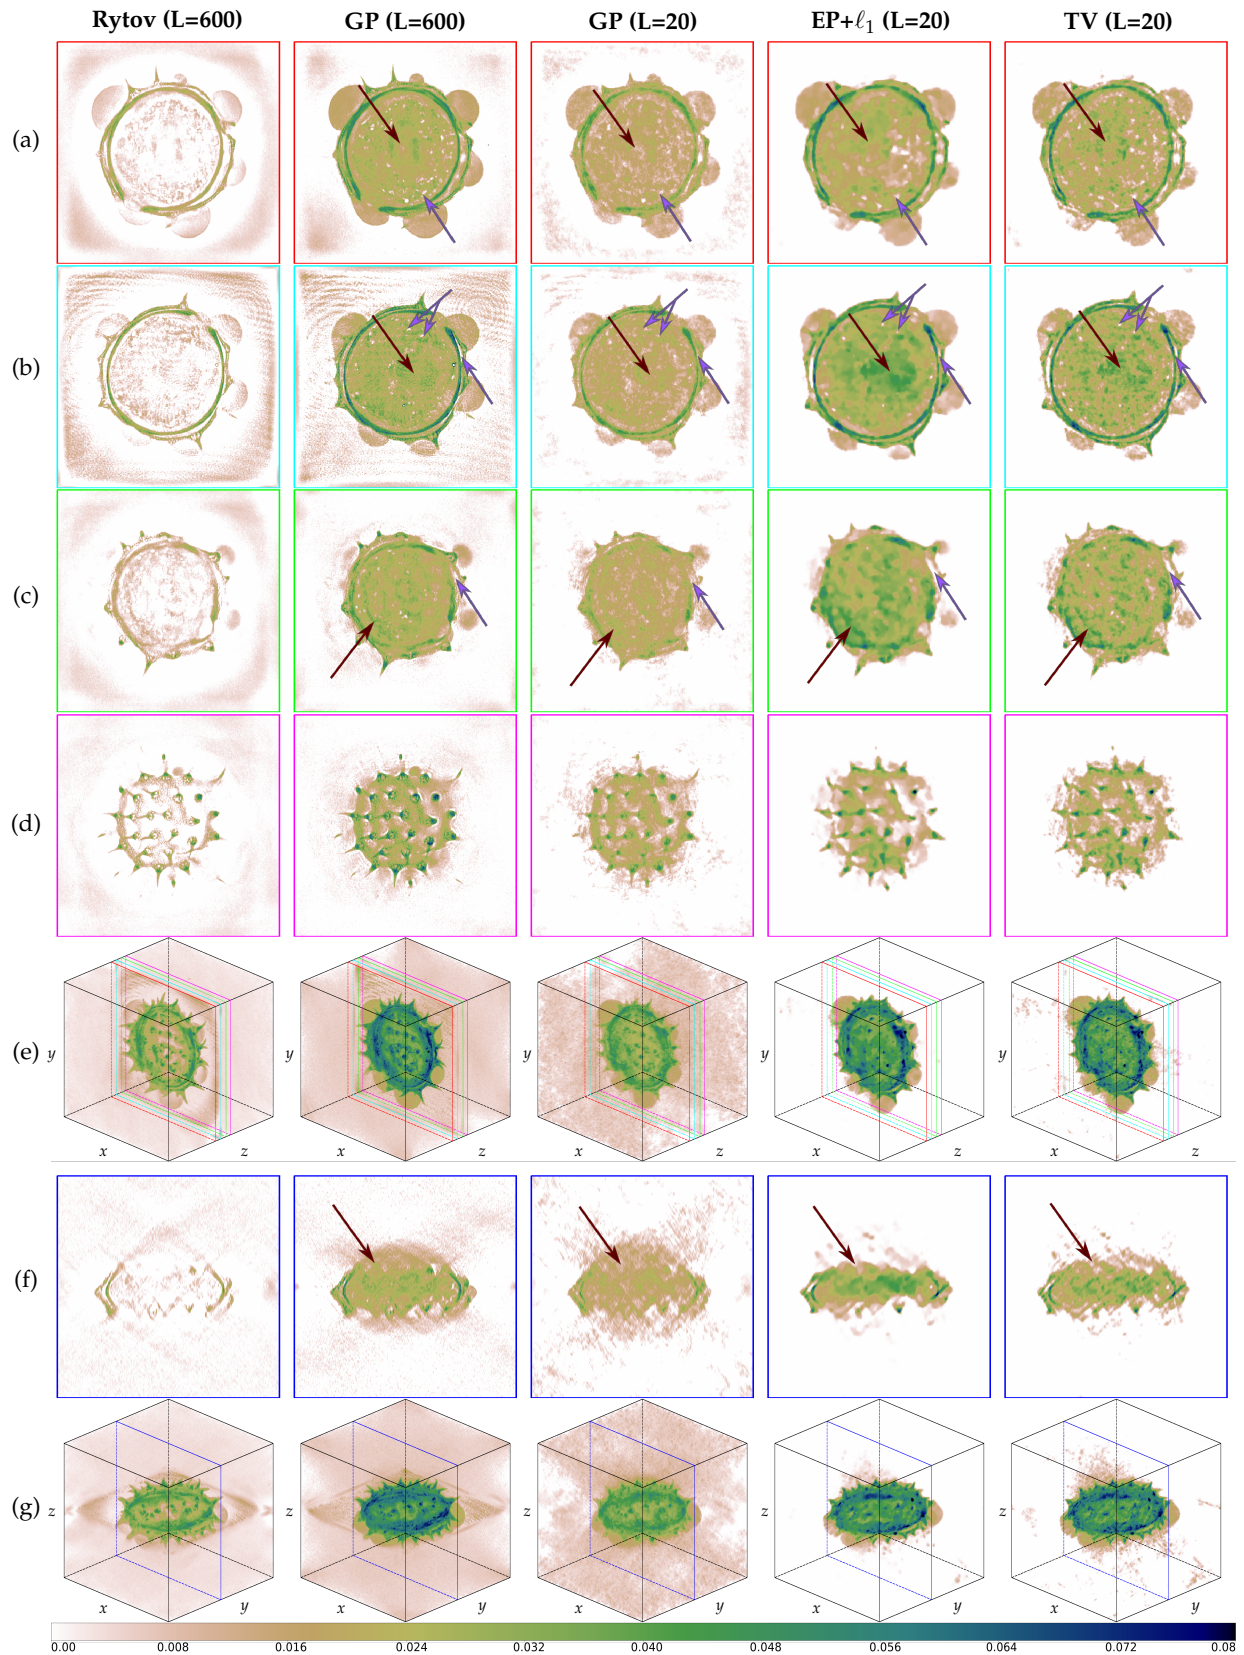 Rytov (L=600) GP (L=600) GP (L=20) EP+ℓ₁ (L=20) TV (L=20)
(a)
(b)
(c)
(d)
(e) y y y y y
x z x z x z x z x z
(f)
(g) z z z z z
x y x y x y x y x y
0.00 0.008 0.016 0.024 0.032 0.040 0.048 0.056 0.064 0.072 0.08